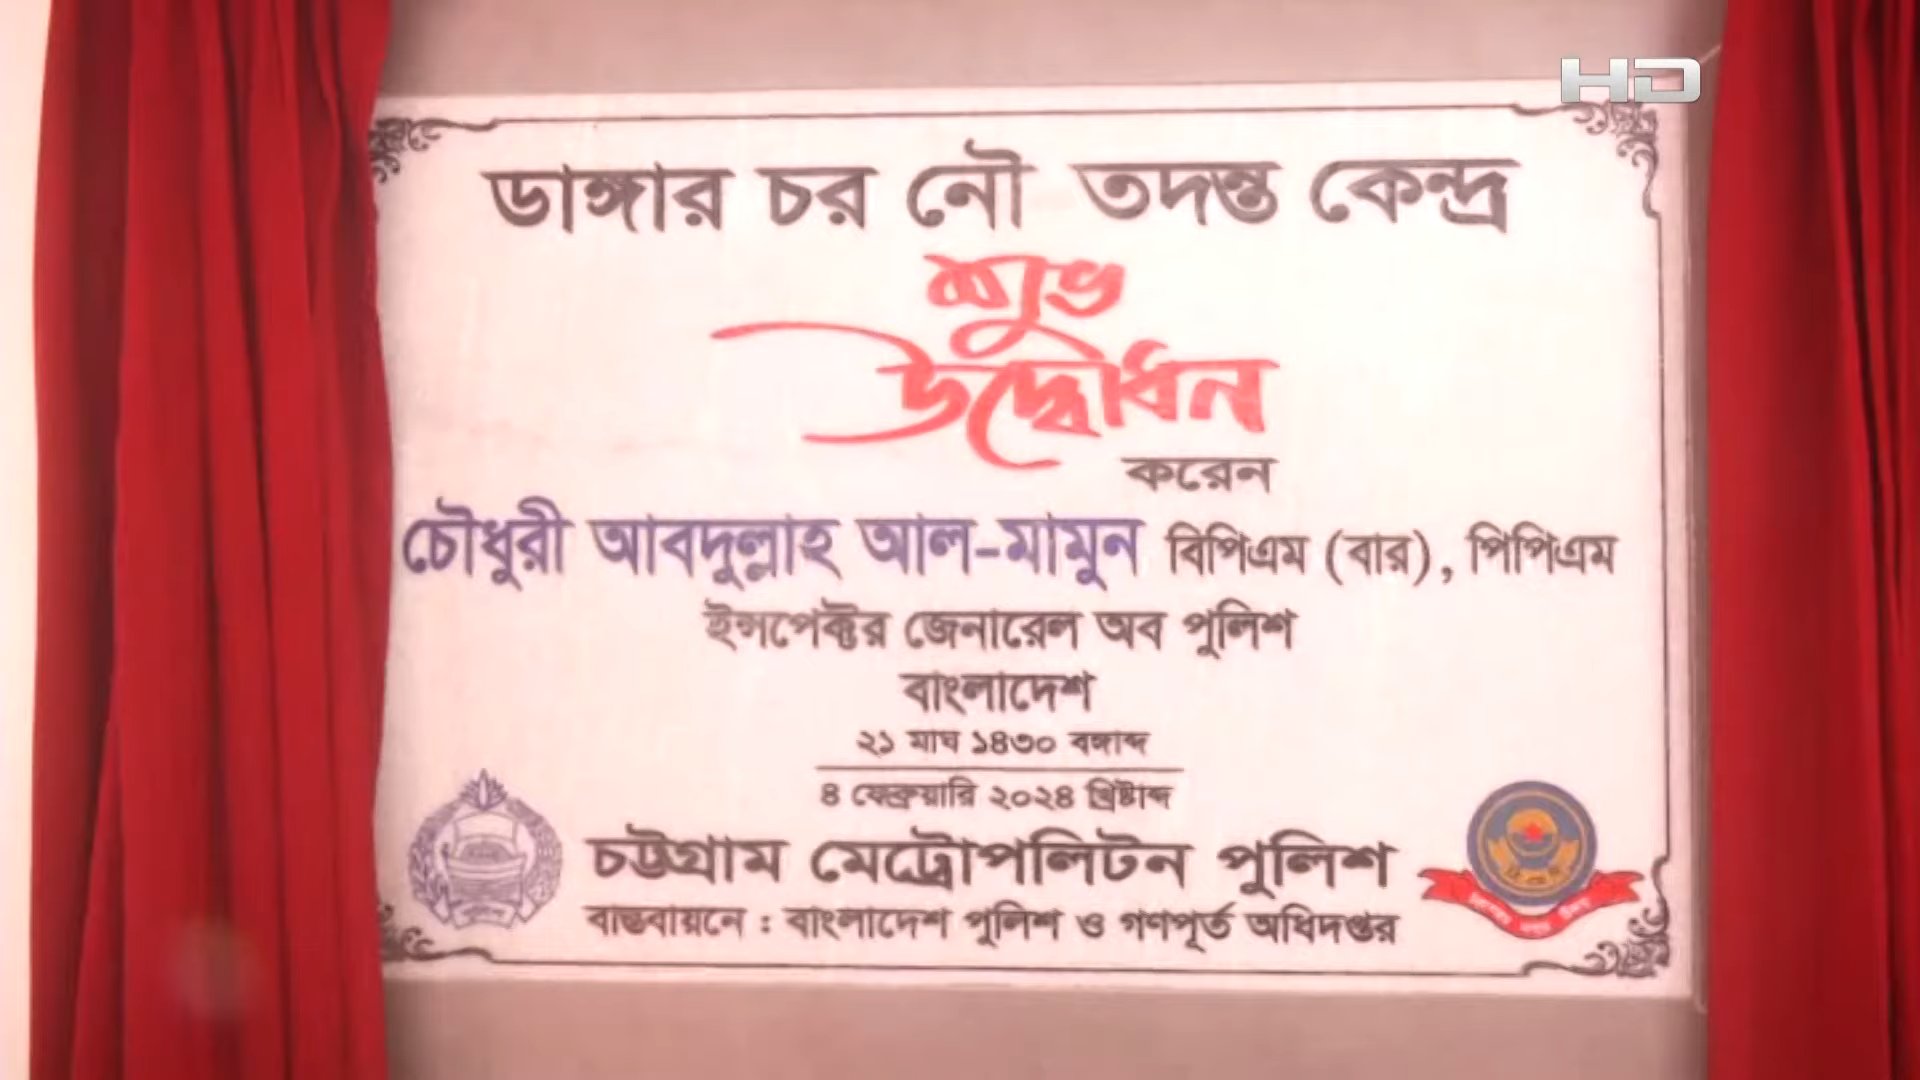 HD
ডাঙ্গার চর নৌ তদন্ত কেন্দ্র
শুভ
উদ্বোধন
করেন
চৌধুরী আবদুল্লাহ আল-মামুন বিপিএম (বার), পিপিএম
ইন্সপেক্টর জেনারেল অব পুলিশ
বাংলাদেশ
২১ মাঘ ১৪৩০ বঙ্গাব্দ
৪ ফেব্রুয়ারি ২০২৪ খ্রিষ্টাব্দ
চট্টগ্রাম মেট্রোপলিটন পুলিশ
বাস্তবায়নে : বাংলাদেশ পুলিশ ও গণপূর্ত অধিদপ্তর